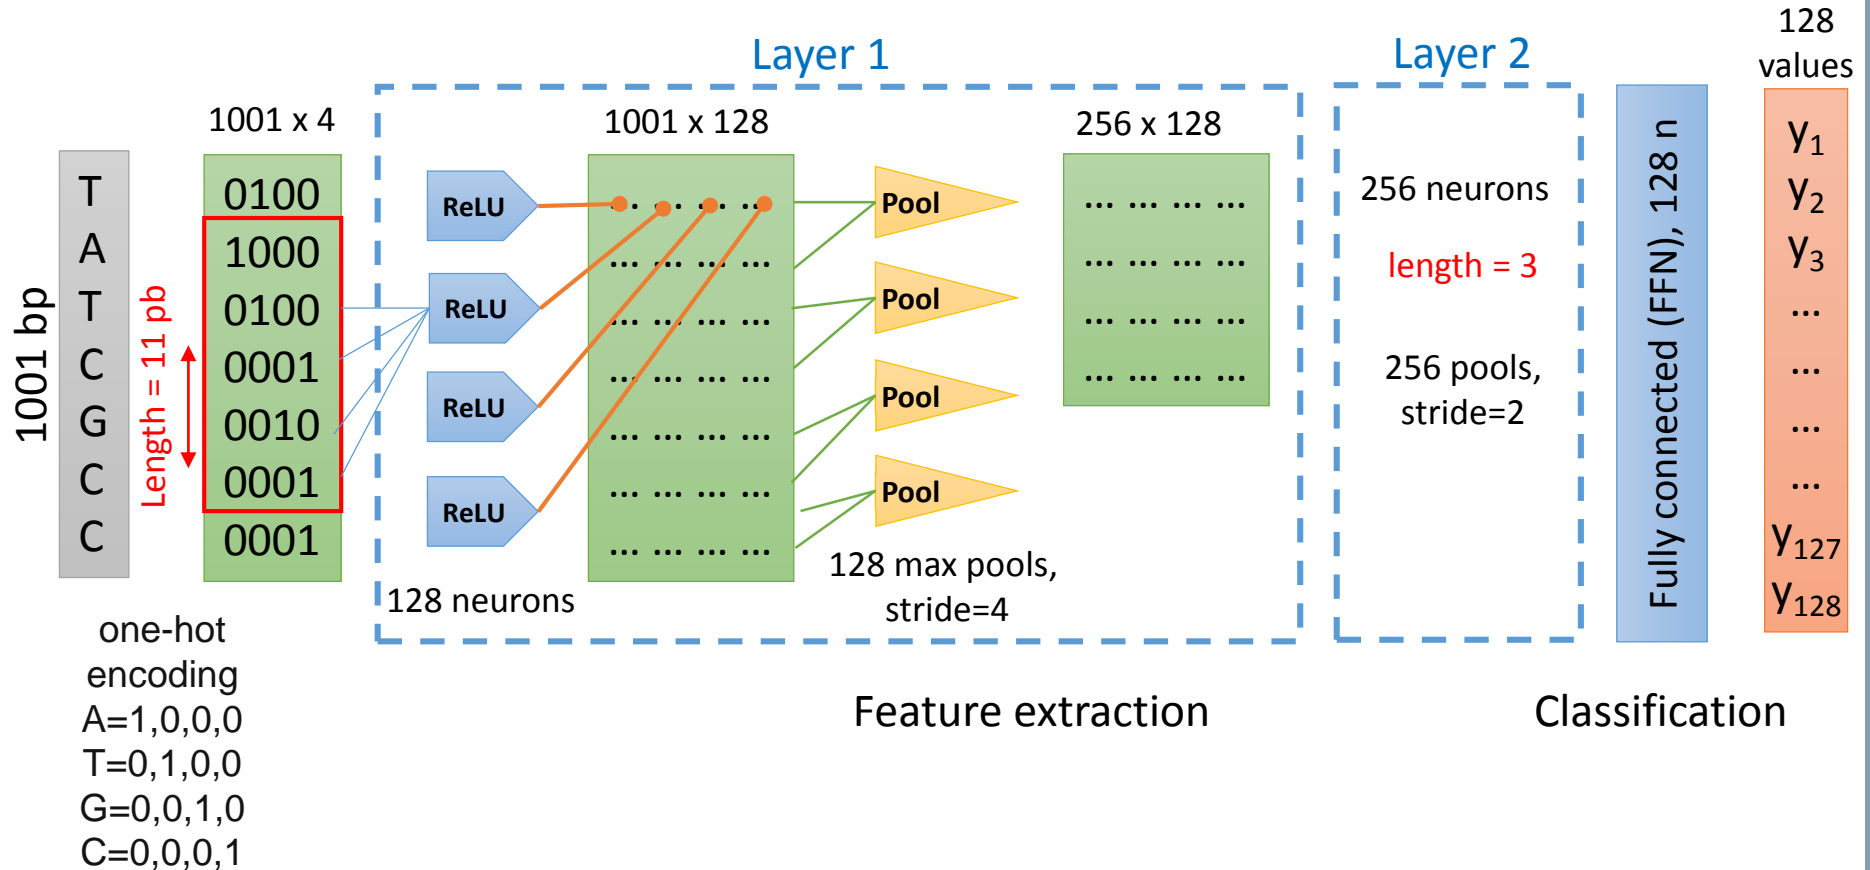 Layer 1
Layer 2
128
values
1001 x 4
1001 x 128
256 x 128
1001 bp
T
A
T
C
G
C
C
Length = 11 pb
0100
1000
0100
0001
0010
0001
0001
ReLU
ReLU
ReLU
ReLU
128 neurons
... ... ... ...
... ... ... ...
... ... ... ...
... ... ... ...
... ... ... ...
... ... ... ...
... ... ... ...
Pool
Pool
Pool
Pool
128 max pools,
stride=4
... ... ... ...
... ... ... ...
... ... ... ...
... ... ... ...
256 neurons
length = 3
256 pools,
stride=2
Fully connected (FFN), 128 n
y1
y2
y3
...
...
...
...
y127
y128
one-hot
encoding
A=1,0,0,0
T=0,1,0,0
G=0,0,1,0
C=0,0,0,1
Feature extraction
Classification